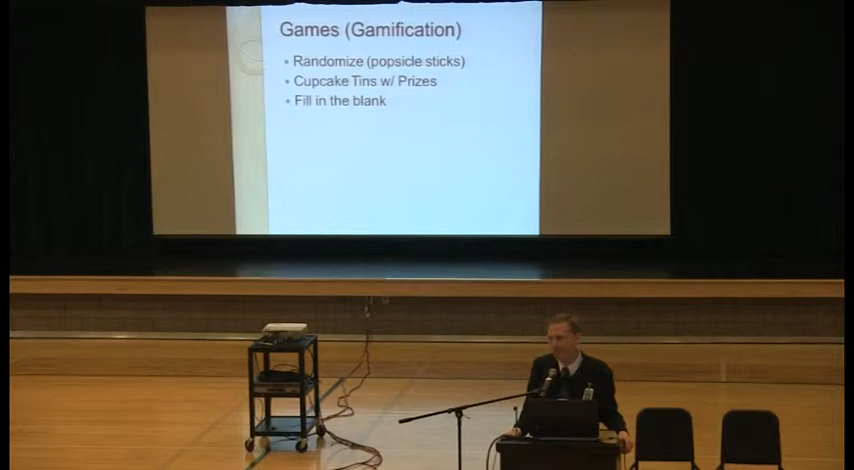 Games (Gamification)
• Randomize (popsicle sticks)
• Cupcake Tins w/ Prizes
• Fill in the blank